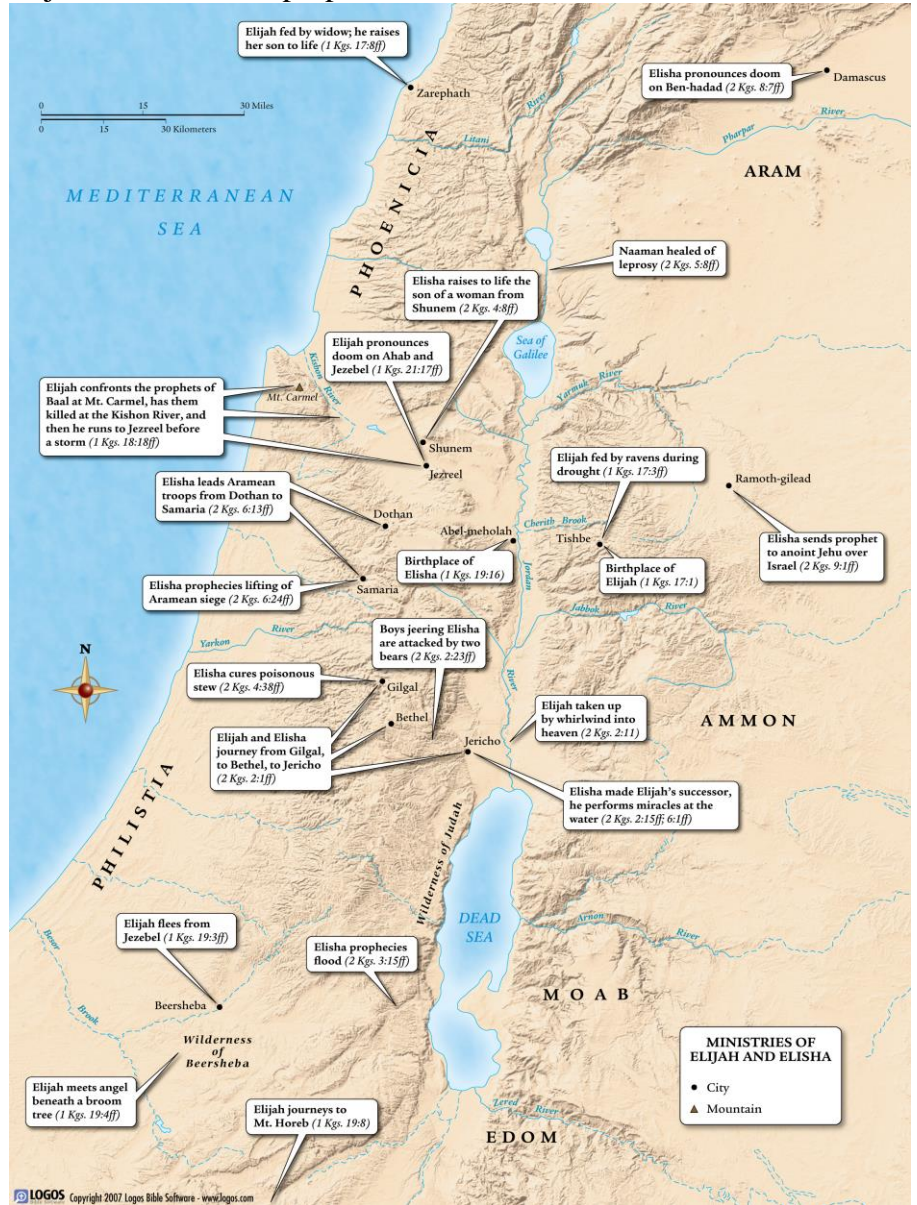 Elijah fed by widow; he raises
her son to life (1 Kgs. 17:8ff)
Zarephath
Elisha pronounces doom
on Ben-hadad (2 Kgs. 8:7ff)
Damascus
0 15 30 Miles
0 15 30 Kilometers
River
Litani
Pharpar
River
ARAM
PHOENICIA
MEDITERRANEAN
SEA
Naaman healed of
leprosy (2 Kgs. 5:8ff)
Elisha raises to life the
son of a woman from
Shunem (2 Kgs. 4:8ff)
Elijah pronounces
doom on Ahab and
Jezebel (1 Kgs. 21:17ff)
Sea of
Galilee
Kishon River
Mt. Carmel
Yarmuk River
Elijah confronts the prophets of
Baal at Mt. Carmel, has them
killed at the Kishon River, and
then he runs to Jezreel before
a storm (1 Kgs. 18:18ff)
Shunem
Jezreel
Elijah fed by ravens during
drought (1 Kgs. 17:3ff)
Ramoth-gilead
Elisha leads Aramean
troops from Dothan to
Samaria (2 Kgs. 6:13ff)
Dothan
Abel-meholah
Cherith Brook
Tishbe
Elisha sends prophet
to anoint Jehu over
Israel (2 Kgs. 9:1ff)
Birthplace of
Elisha (1 Kgs. 19:16)
Jordan
Birthplace of
Elijah (1 Kgs. 17:1)
Elisha prophecies lifting of
Aramean siege (2 Kgs. 6:24ff)
Samaria
Jabbok River
Yarkon River
N
Boys jeering Elisha
are attacked by two
bears (2 Kgs. 2:23ff)
River
Elisha cures poisonous
stew (2 Kgs. 4:38ff)
Gilgal
Bethel
Elijah taken up
by whirlwind into
heaven (2 Kgs. 2:11)
AMMON
Elijah and Elisha
journey from Gilgal,
to Bethel, to Jericho
(2 Kgs. 2:1ff)
Jericho
Elisha made Elijah's successor,
he performs miracles at the
water (2 Kgs. 2:15ff; 6:1ff)
PHILISTIA
Wilderness of Judah
DEAD
SEA
Arnon
River
Elijah flees from
Jezebel (1 Kgs. 19:3ff)
Elisha prophecies
flood (2 Kgs. 3:15ff)
Besor
Brook
Beersheba
Wilderness
of
Beersheba
MOAB
MINISTRIES OF
ELIJAH AND ELISHA
City
Mountain
Elijah meets angel
beneath a broom
tree (1 Kgs. 19:4ff)
Elijah journeys to
Mt. Horeb (1 Kgs. 19:8)
Zered River
EDOM
LOGOS Copyright 2007 Logos Bible Software - www.logos.com